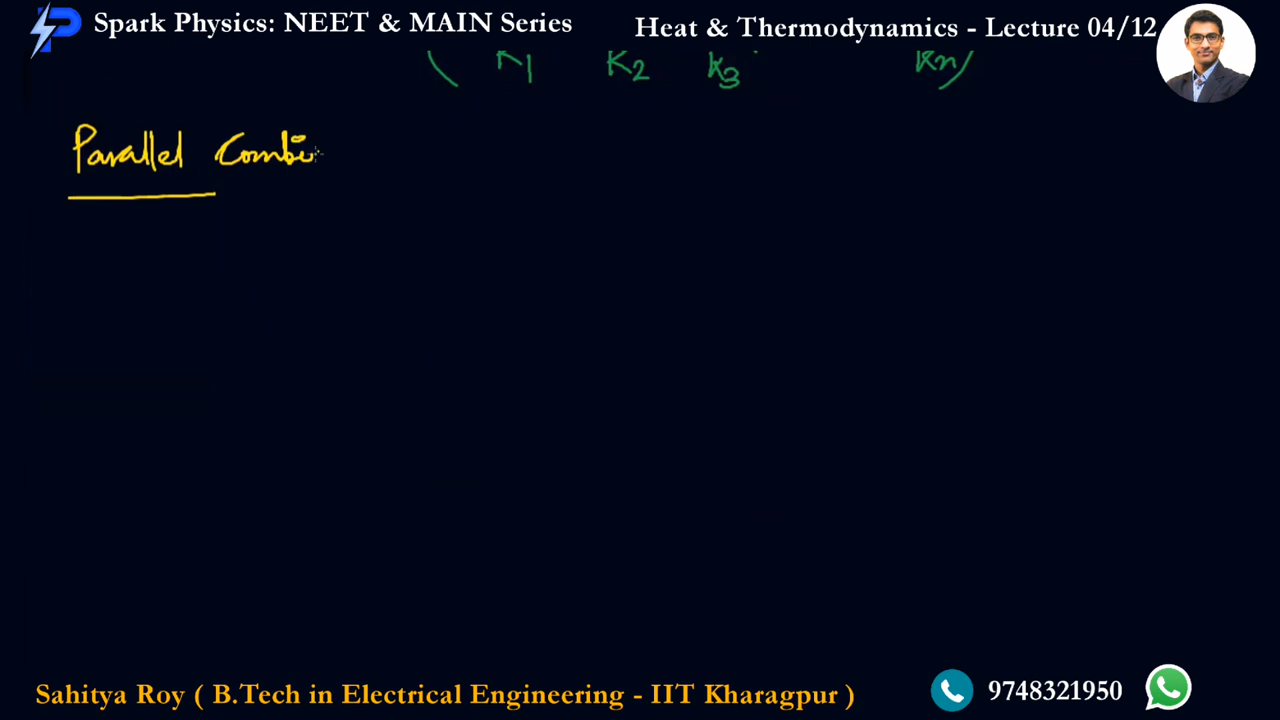 Spark Physics: NEET & MAIN Series
Heat & Thermodynamics - Lecture 04/12
( K1 K2 K3 Kn)
Parallel Combi
Sahitya Roy ( B.Tech in Electrical Engineering - IIT Kharagpur )
9748321950